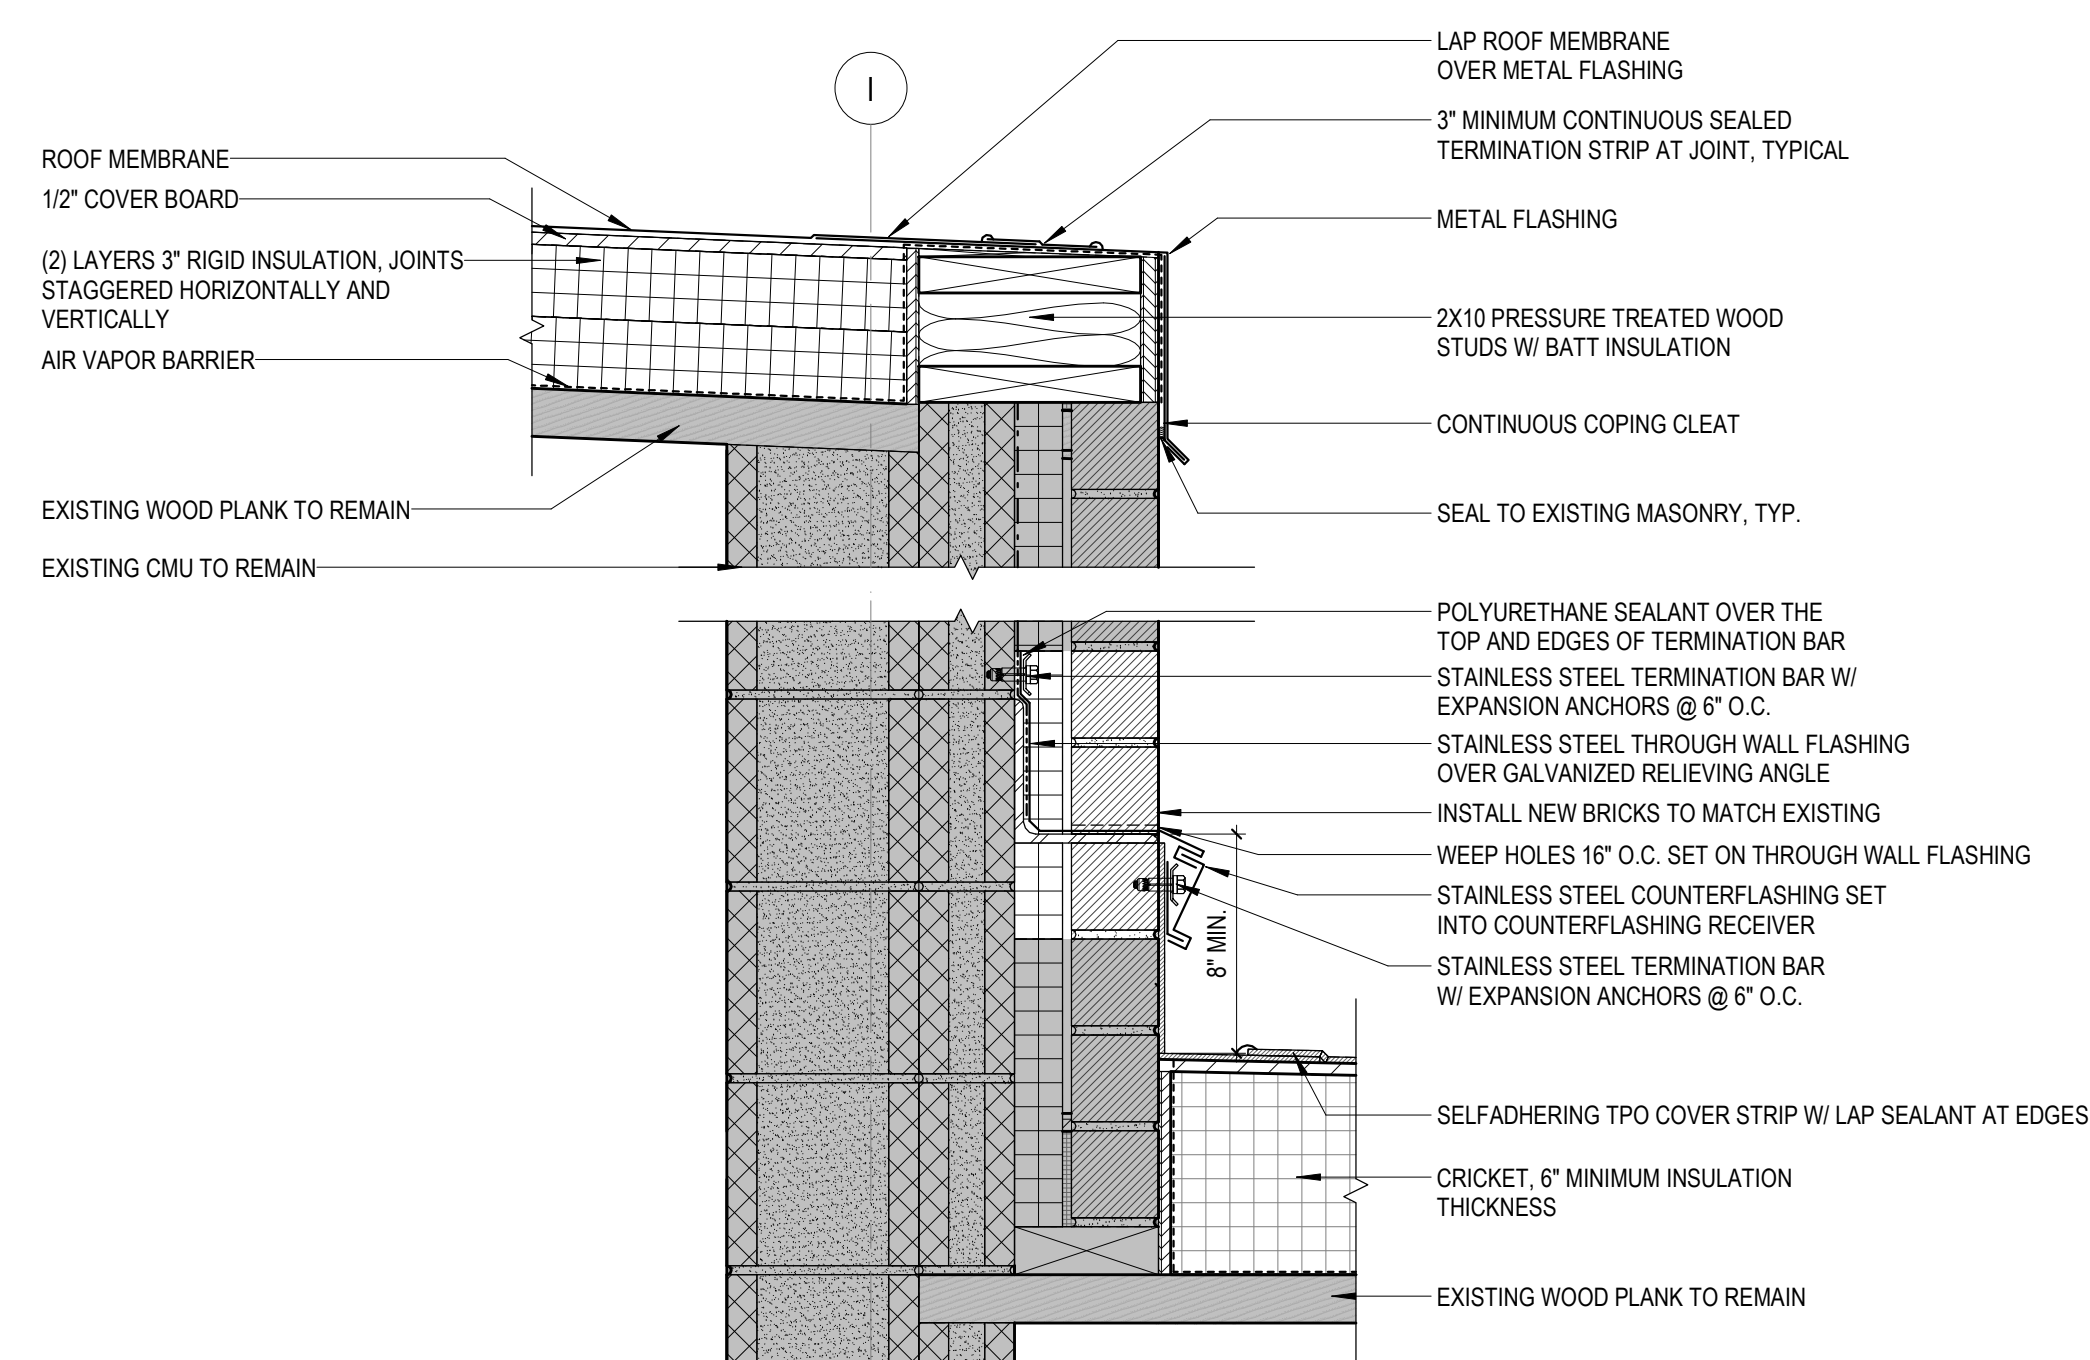 I
ROOF MEMBRANE
1/2" COVER BOARD
(2) LAYERS 3" RIGID INSULATION, JOINTS
STAGGERED HORIZONTALLY AND
VERTICALLY
AIR VAPOR BARRIER
EXISTING WOOD PLANK TO REMAIN
EXISTING CMU TO REMAIN
LAP ROOF MEMBRANE
OVER METAL FLASHING
3" MINIMUM CONTINUOUS SEALED
TERMINATION STRIP AT JOINT, TYPICAL
METAL FLASHING
2X10 PRESSURE TREATED WOOD
STUDS W/ BATT INSULATION
CONTINUOUS COPING CLEAT
SEAL TO EXISTING MASONRY, TYP.
POLYURETHANE SEALANT OVER THE
TOP AND EDGES OF TERMINATION BAR
STAINLESS STEEL TERMINATION BAR W/
EXPANSION ANCHORS @ 6" O.C.
STAINLESS STEEL THROUGH WALL FLASHING
OVER GALVANIZED RELIEVING ANGLE
INSTALL NEW BRICKS TO MATCH EXISTING
WEEP HOLES 16" O.C. SET ON THROUGH WALL FLASHING
STAINLESS STEEL COUNTERFLASHING SET
INTO COUNTERFLASHING RECEIVER
STAINLESS STEEL TERMINATION BAR
W/ EXPANSION ANCHORS @ 6" O.C.
8" MIN.
SELFADHERING TPO COVER STRIP W/ LAP SEALANT AT EDGES
CRICKET, 6" MINIMUM INSULATION
THICKNESS
EXISTING WOOD PLANK TO REMAIN